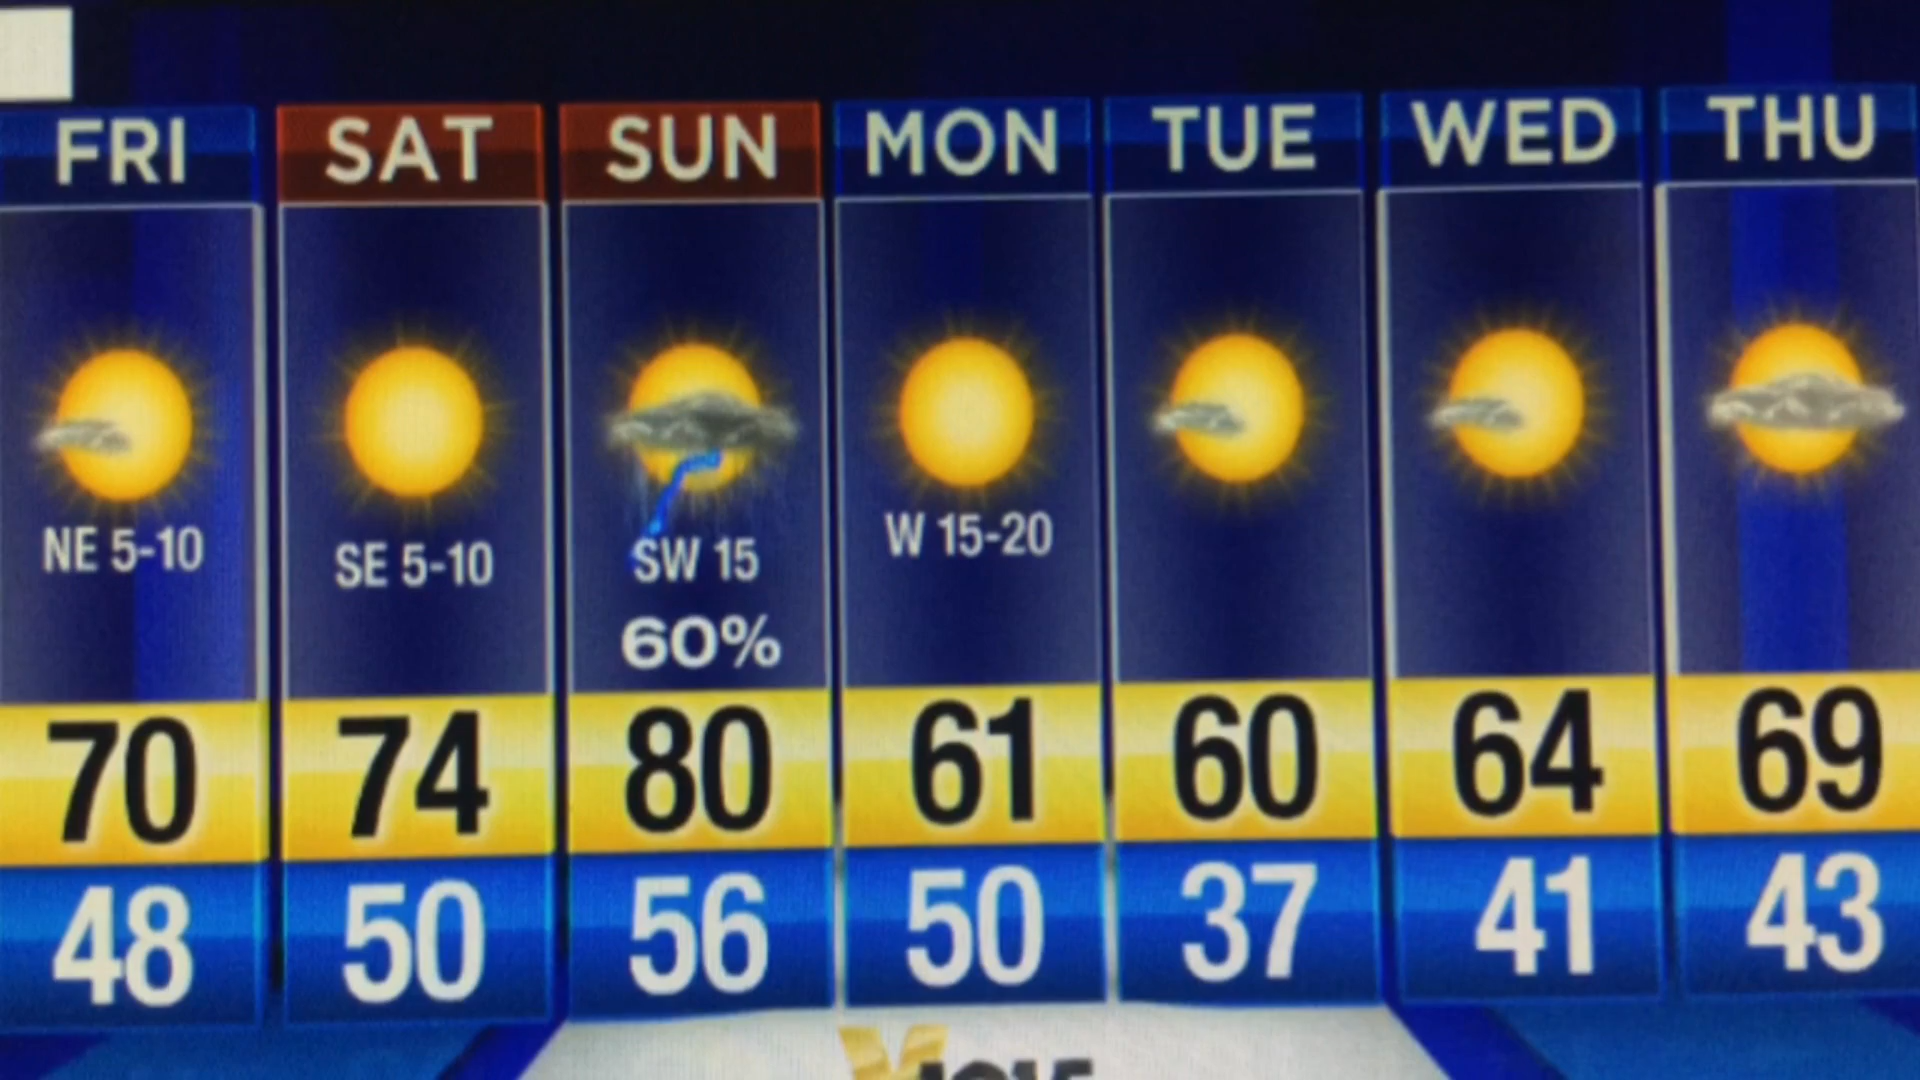 FRI SAT SUN MON TUE WED THU
NE 5-10 SE 5-10 SW 15 W 15-20
60%
70 74 80 61 60 64 69
48 50 56 50 37 41 43